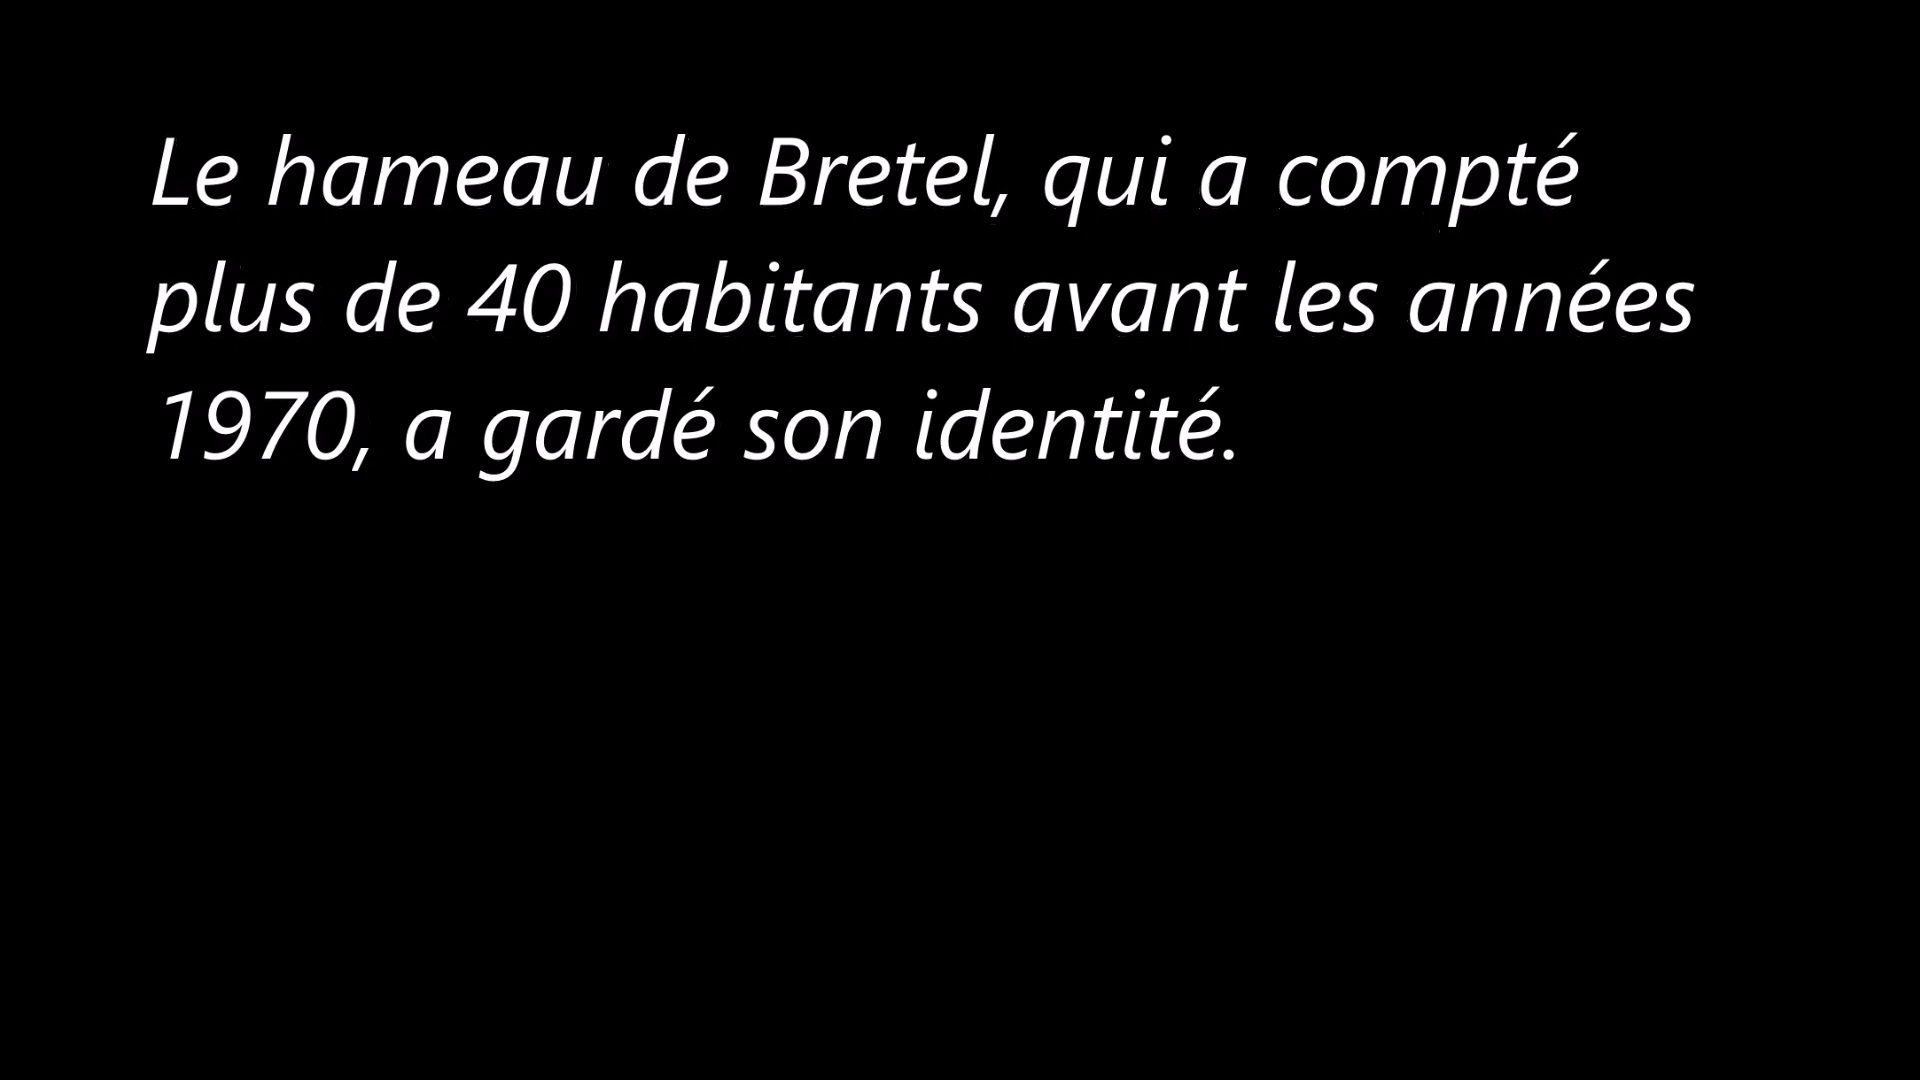 Le hameau de Bretel, qui a compté
plus de 40 habitants avant les années
1970, a gardé son identité.